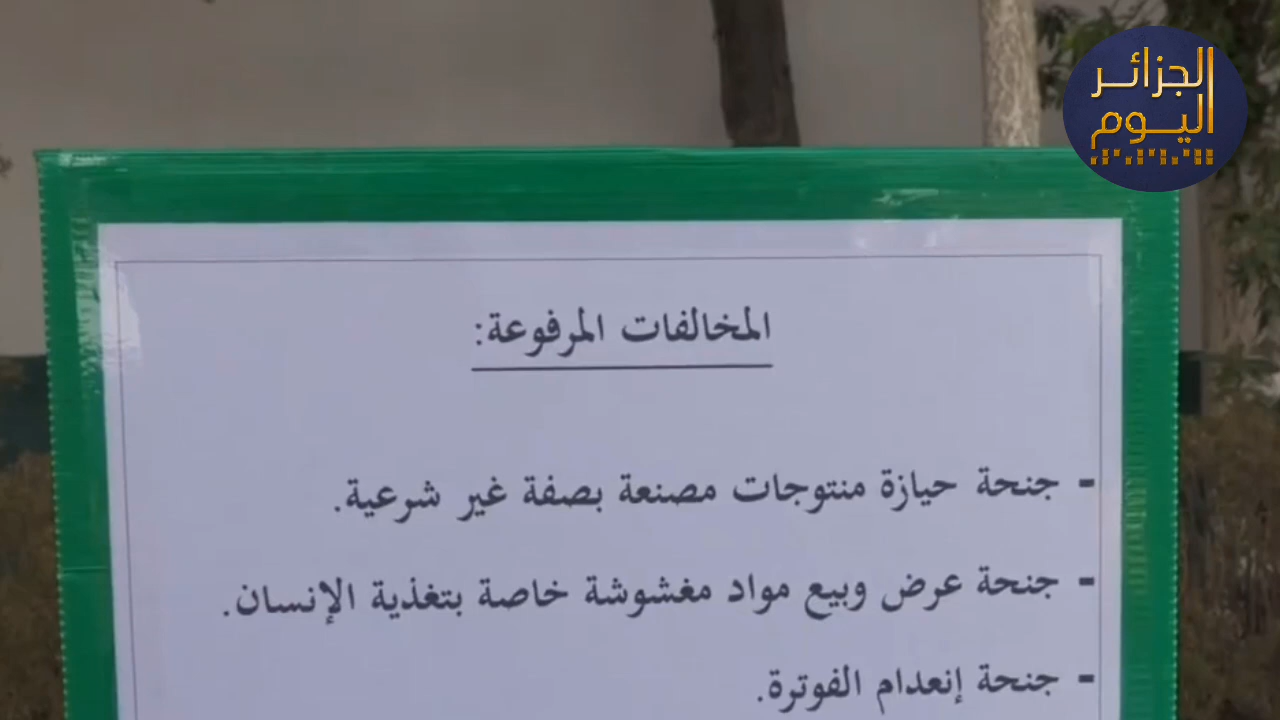 الجزائر
اليوم
المخالفات المرفوعة:
- جنحة حيازة منتوجات مصنعة بصفة غير شرعية.
- جنحة عرض وبيع مواد مغشوشة خاصة بتغذية الإنسان.
- جنحة إنعدام الفوترة.